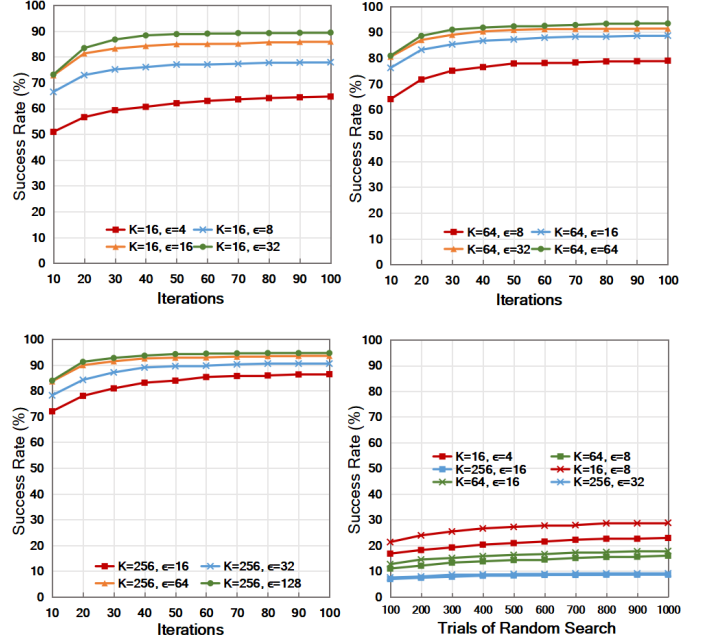 Success Rate (%)
100
90
80
70
60
50
40
30
20
10
0
K=16, ϵ=4 K=16, ϵ=8
K=16, ϵ=16 K=16, ϵ=32
10 20 30 40 50 60 70 80 90 100
Iterations
Success Rate (%)
100
90
80
70
60
50
40
30
20
10
0
K=64, ϵ=8 K=64, ϵ=16
K=64, ϵ=32 K=64, ϵ=64
10 20 30 40 50 60 70 80 90 100
Iterations
Success Rate (%)
100
90
80
70
60
50
40
30
20
10
0
K=256, ϵ=16 K=256, ϵ=32
K=256, ϵ=64 K=256, ϵ=128
10 20 30 40 50 60 70 80 90 100
Iterations
Success Rate (%)
100
90
80
70
60
50
40
30
20
10
0
K=16, ϵ=4 K=64, ϵ=8
K=256, ϵ=16 K=16, ϵ=8
K=64, ϵ=16 K=256, ϵ=32
100 200 300 400 500 600 700 800 900 1000
Trials of Random Search